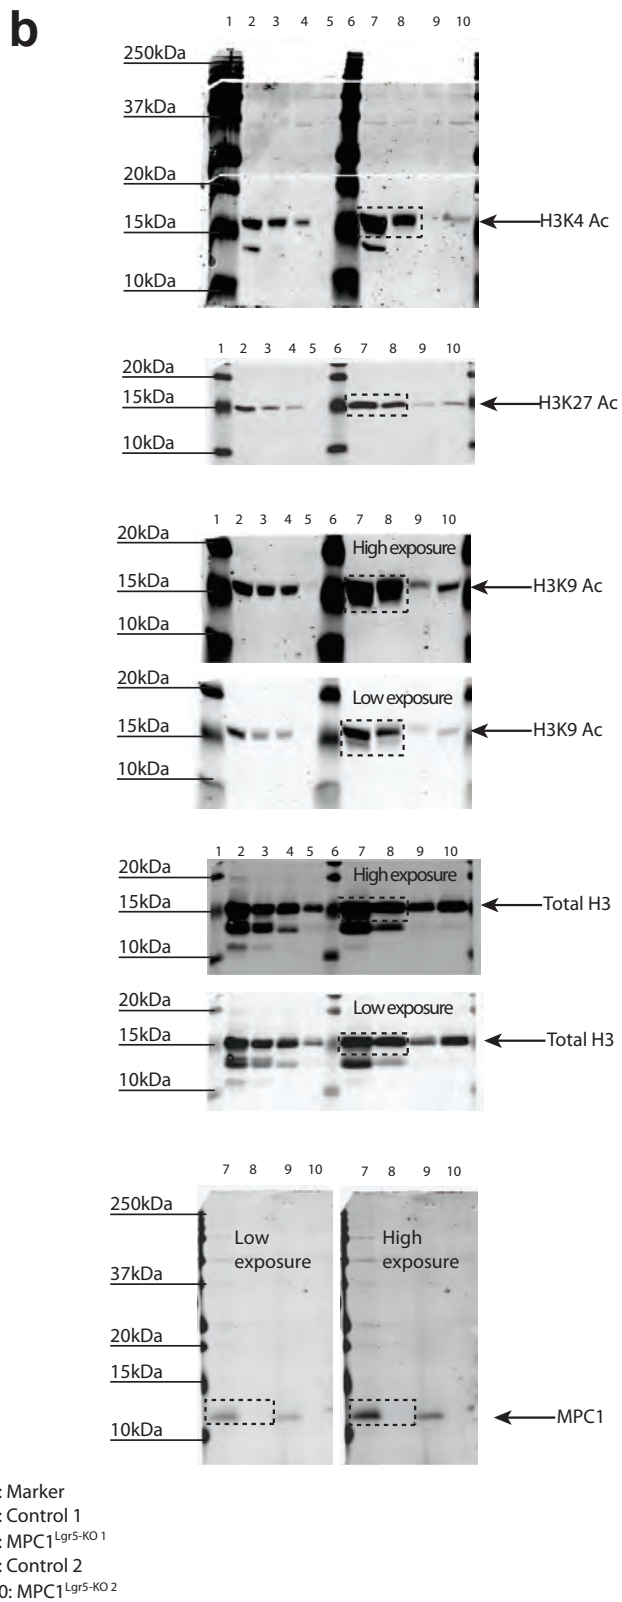 b
1 2 3 4 5 6 7 8 9 10
250kDa
37kDa
20kDa
15kDa
H3K4 Ac
10kDa
1 2 3 4 5 6 7 8 9 10
20kDa
15kDa
H3K27 Ac
10kDa
1 2 3 4 5 6 7 8 9 10
20kDa
High exposure
15kDa
H3K9 Ac
10kDa
20kDa
Low exposure
15kDa
H3K9 Ac
10kDa
1 2 3 4 5 6 7 8 9 10
20kDa
High exposure
15kDa
Total H3
10kDa
20kDa
Low exposure
15kDa
Total H3
10kDa
7 8 9 10 7 8 9 10
250kDa
Low exposure
High exposure
37kDa
20kDa
15kDa
MPC1
10kDa
: Marker
: Control 1
: MPC1Lgr5-KO 1
: Control 2
0: MPC1Lgr5-KO 2